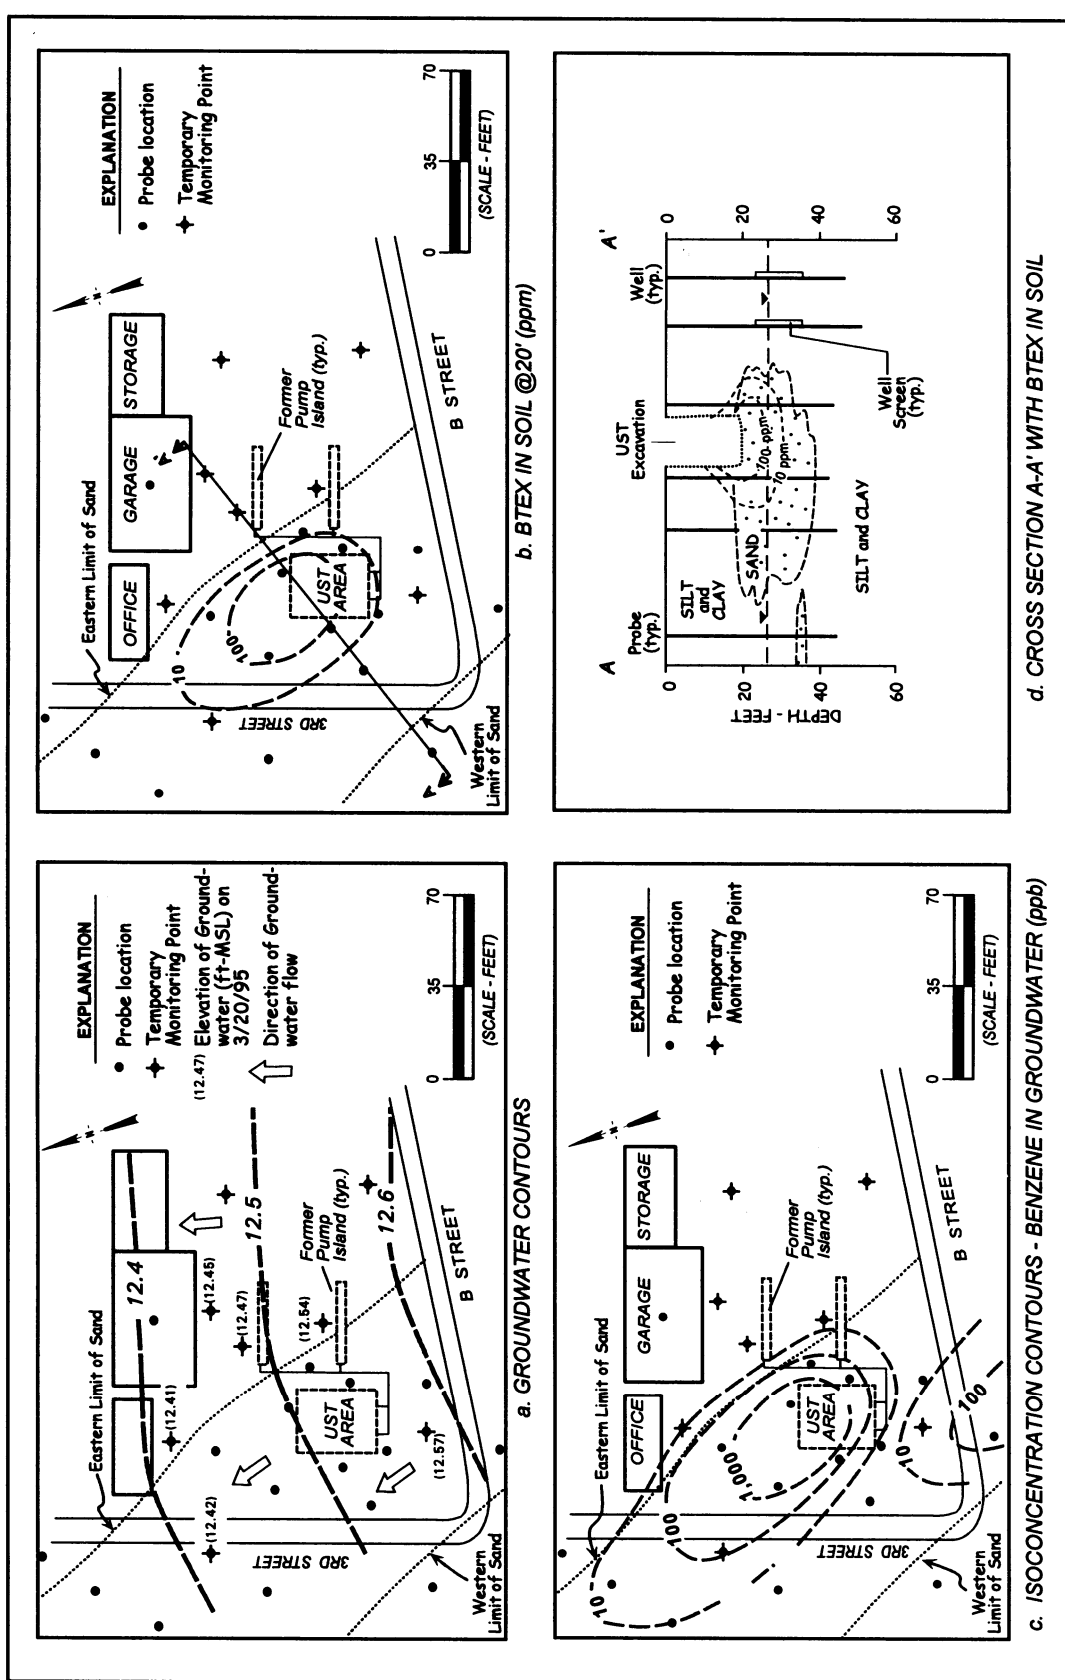 EXPLANATION
Probe location
Temporary
Monitoring Point
(12.47) Elevation of Ground-
water (ft-MSL) on
3/20/95
Direction of Ground-
water flow
Eastern Limit of Sand
12.4
(12.45)
(12.41)
(12.47)
12.5
(12.42)
(12.54)
Former
Pump
Island (typ.)
UST
AREA
12.6
(12.57)
3RD STREET
B STREET
Western
Limit of Sand
0 35 70
(SCALE - FEET)
a. GROUNDWATER CONTOURS
EXPLANATION
Probe location
Temporary
Monitoring Point
Eastern Limit of Sand
OFFICE
GARAGE
STORAGE
A'
Former
Pump
Island (typ.)
10
100
UST
AREA
3RD STREET
B STREET
A
Western
Limit of Sand
0 35 70
(SCALE - FEET)
b. BTEX IN SOIL @20' (ppm)
EXPLANATION
Probe location
Temporary
Monitoring Point
Eastern Limit of Sand
OFFICE
GARAGE
STORAGE
Former
Pump
Island (typ.)
10
100
1,000
UST
AREA
3RD STREET
10
100
B STREET
Western
Limit of Sand
0 35 70
(SCALE - FEET)
c. ISOCONCENTRATION CONTOURS - BENZENE IN GROUNDWATER (ppb)
A
A'
Probe
(typ.)
UST
Excavation
Well
(typ.)
0
20
40
60
DEPTH - FEET
SILT
and
CLAY
SAND
100 ppm
10 ppm
SILT and CLAY
Well
Screen
(typ.)
0
20
40
60
d. CROSS SECTION A-A' WITH BTEX IN SOIL